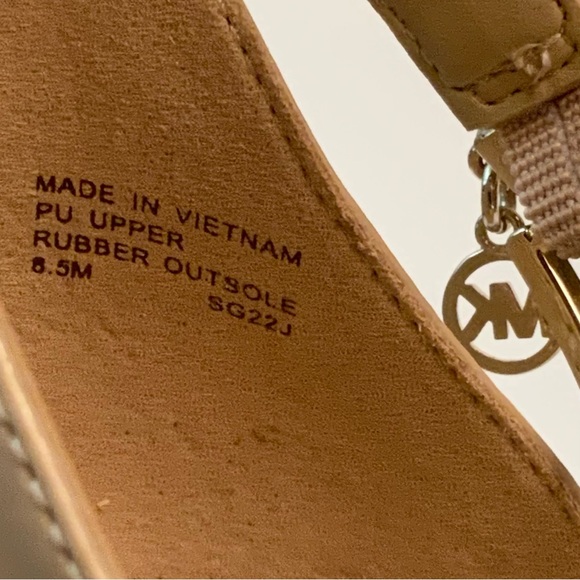 MADE IN VIETNAM
PU UPPER
RUBBER OUTSOLE
8.5M
SG22J
MK